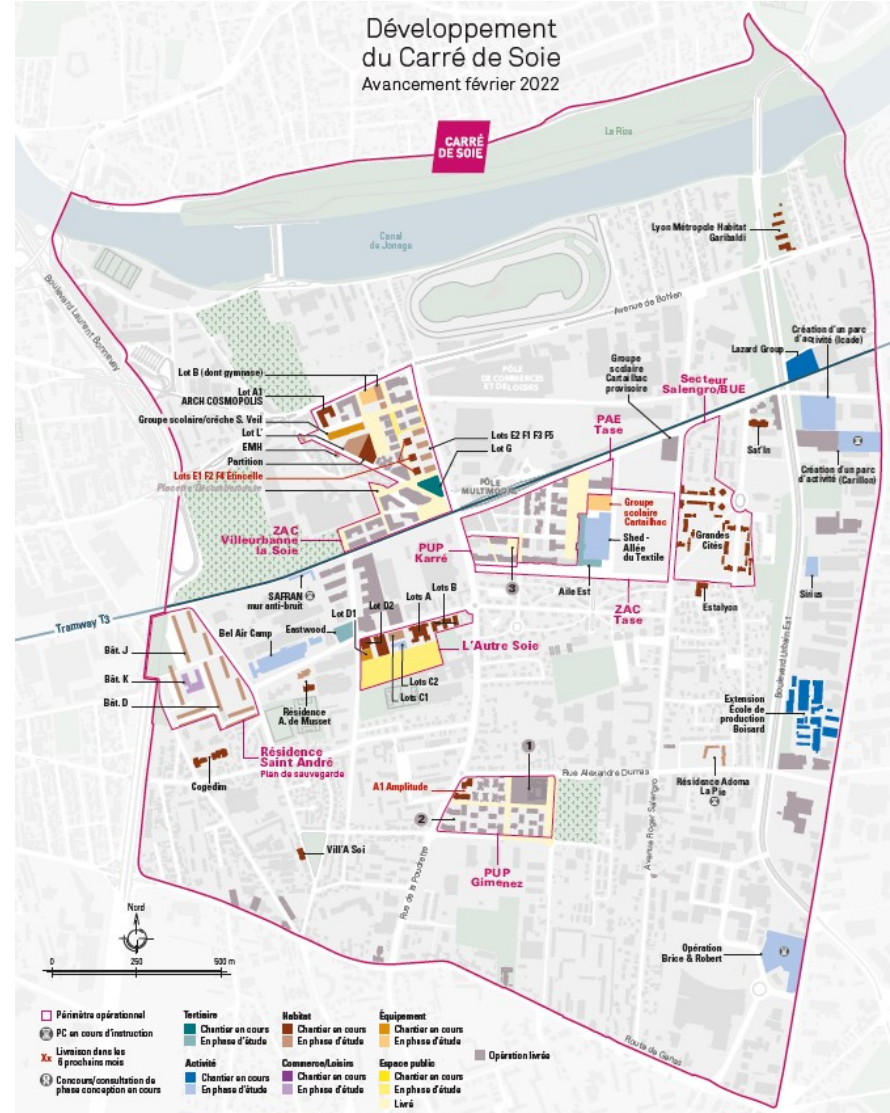 Développement
du Carré de Soie
Avancement février 2022
CARRÉ
DE SOIE
La Rize
Canal
de Jonage
Lyon Métropole Habitat
Garibaldi
Boulevard Laurent Bonnevay
Avenue de Bohlen
Création d'un parc
d'activité (Icade)
Lazard Group
Groupe
scolaire
Cartailhac
provisoire
Secteur
Salengro/BUE
PÔLE
DE COMMERCES
ET DE LOISIRS
Lot B (dont gymnase)
Lot A1
ARCH COSMOPOLIS
Groupe scolaire/crèche S. Veil
Lot L'
EMH
Partition
Lots E1 F2 F4 Étincelle
Lots E2 F1 F3 F5
Lot G
PAE
Tase
Sat'In
Création d'un parc
d'activité (Carillon)
PÔLE
MULTIMODAL
Groupe
scolaire
Cartailhac
Shed -
Allée
du Textile
Grandes
Cités
ZAC
Villeurbanne
la Soie
PUP
Karré
3
Aile Est
ZAC
Tase
Estalyon
Sirius
SAFRAN
mur anti-bruit
Tramway T3
Lots B
Lots A
Lot D2
Lot D1
Eastwood
Bel Air Camp
L'Autre Soie
Lots C2
Lots C1
Bât. J
Bât. K
Bât. D
Résidence
A. de Musset
Résidence
Saint André
Plan de sauvegarde
Boulevard Urbain Est
Extension
École de
production
Boisard
Cogedim
1
Rue Alexandre Dumas
A1 Amplitude
2
Résidence Adoma
La Pie
Vill'A Soi
Rue de la Poudrette
PUP
Gimenez
Avenue Roger Salengro
Opération
Brice & Robert
Route de Genas
Nord
0 250 500 m
Périmètre opérationnel
PC en cours d'instruction
Xx Livraison dans les
6 prochains mois
Concours/consultation de
phase conception en cours
Tertiaire
Chantier en cours
En phase d'étude
Activité
Chantier en cours
En phase d'étude
Habitat
Chantier en cours
En phase d'étude
Commerce/Loisirs
Chantier en cours
En phase d'étude
Équipement
Chantier en cours
En phase d'étude
Espace public
Chantier en cours
En phase d'étude
Livré
Opération livrée